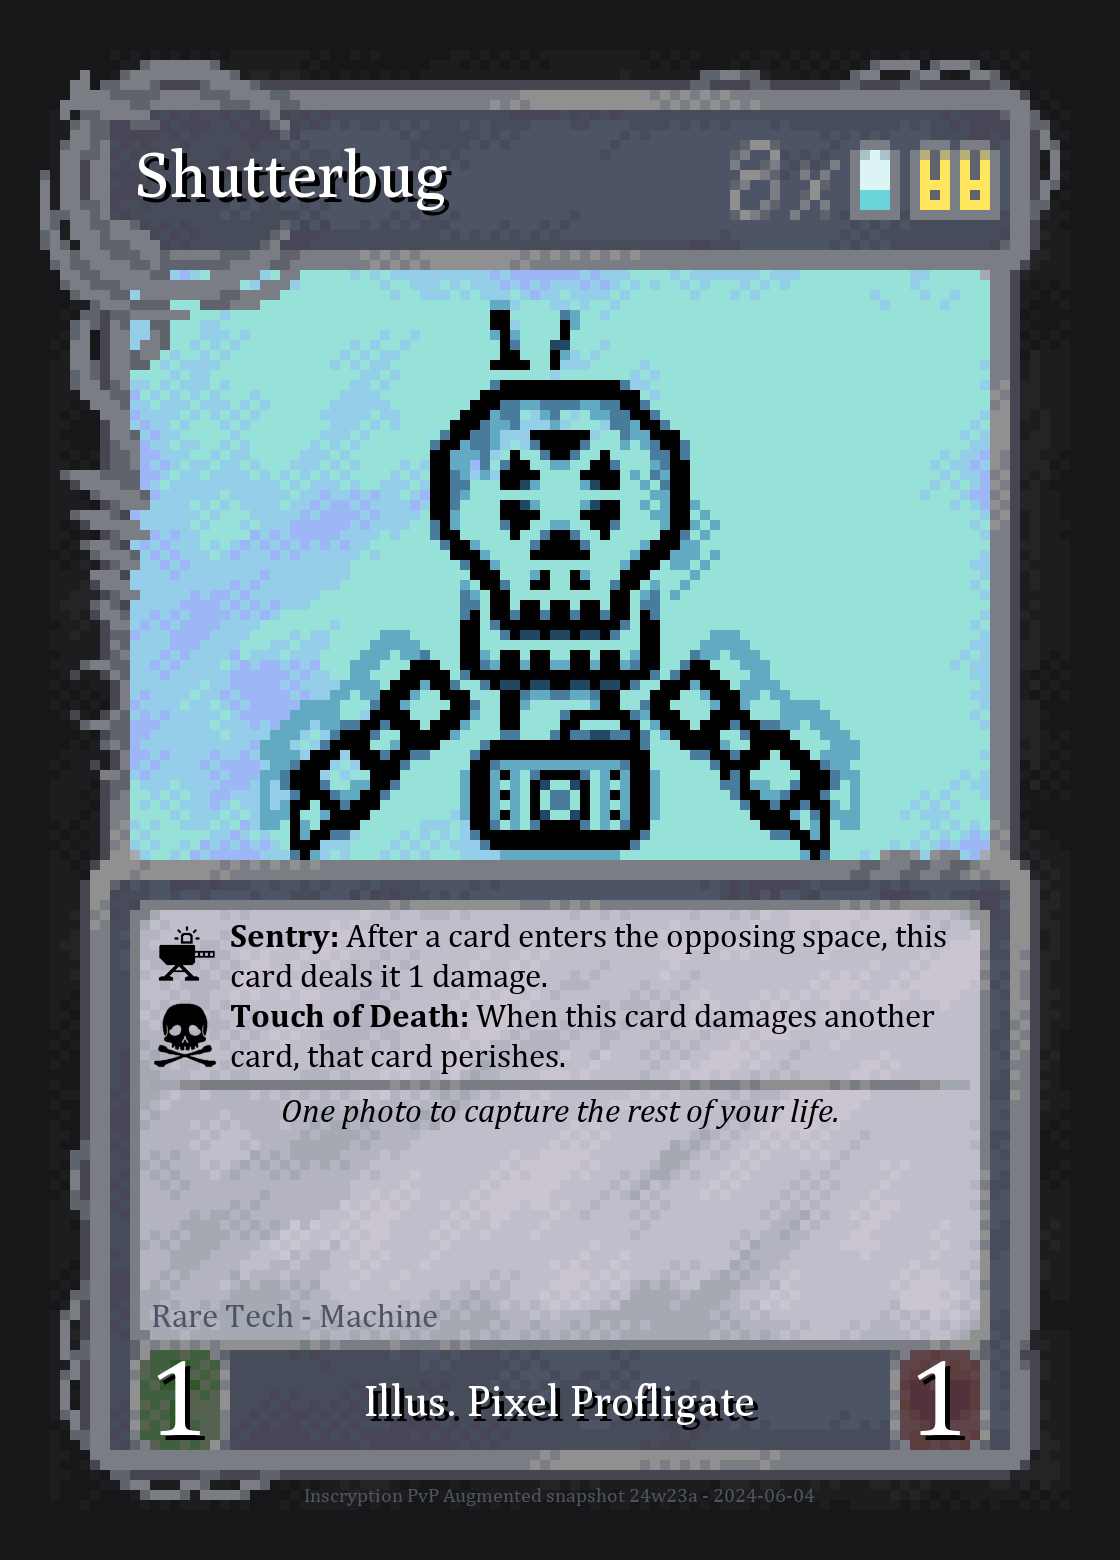 Shutterbug 8x
Sentry: After a card enters the opposing space, this
card deals it 1 damage.
Touch of Death: When this card damages another
card, that card perishes.
One photo to capture the rest of your life.
Rare Tech - Machine
1 Illus. Pixel Profligate 1
Inscryption PvP Augmented snapshot 24w23a - 2024-06-04